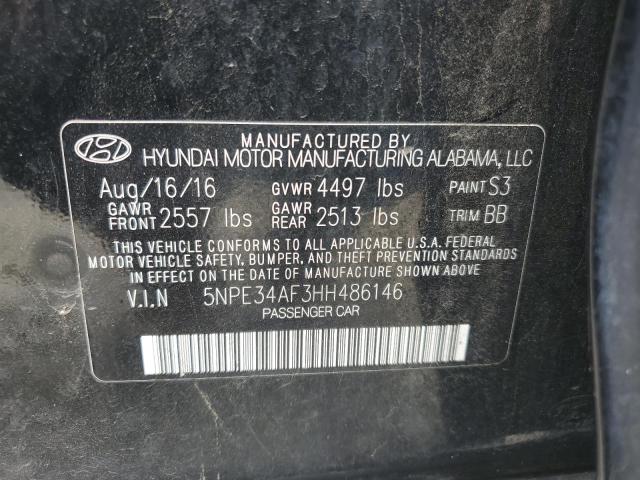 MANUFACTURED BY
HYUNDAI MOTOR MANUFACTURING ALABAMA, LLC
Aug/16/16 GVWR 4497 lbs PAINT S3
GAWR FRONT 2557 lbs GAWR REAR 2513 lbs TRIM BB
THIS VEHICLE CONFORMS TO ALL APPLICABLE U.S.A. FEDERAL
MOTOR VEHICLE SAFETY, BUMPER, AND THEFT PREVENTION STANDARDS
IN EFFECT ON THE DATE OF MANUFACTURE SHOWN ABOVE.
V.I.N 5NPE34AF3HH486146
PASSENGER CAR